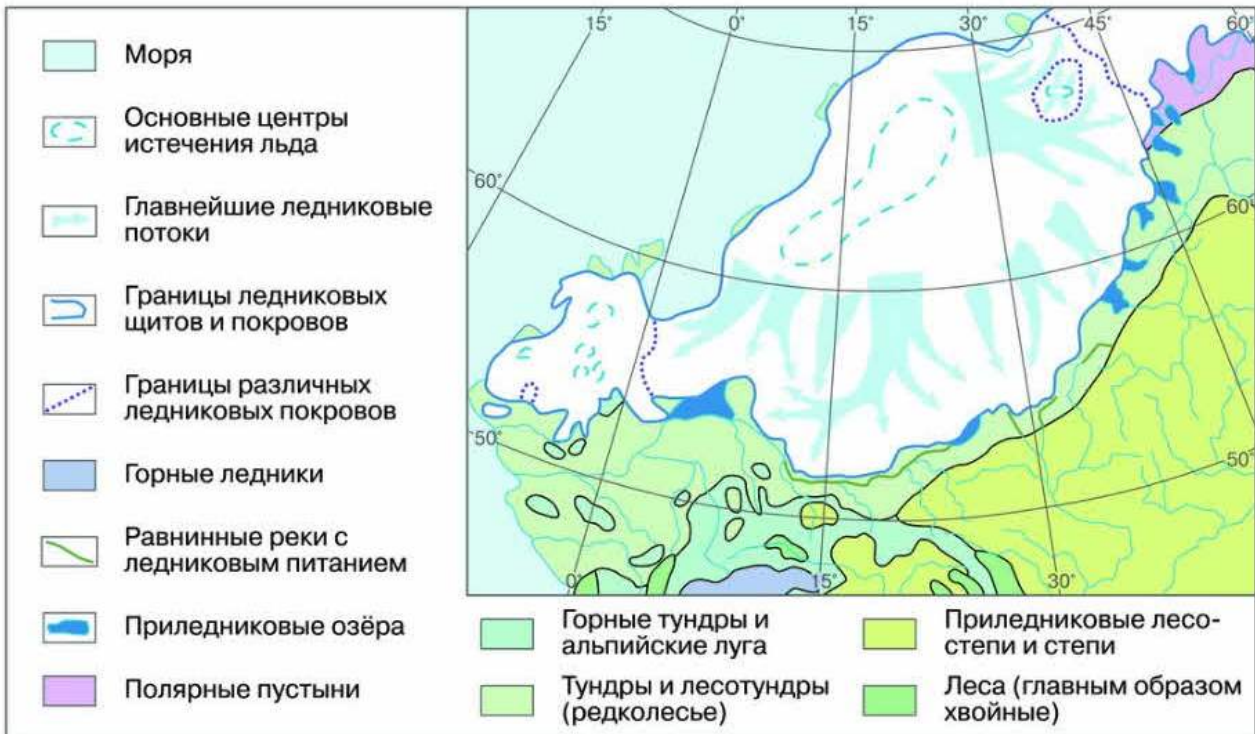 Моря
Основные центры
истечения льда
Главнейшие ледниковые
потоки
Границы ледниковых
щитов и покровов
Границы различных
ледниковых покровов
Горные ледники
Равнинные реки с
ледниковым питанием
Приледниковые озёра
Полярные пустыни
15°
0°
15°
30°
45°
60°
60°
60°
50°
50°
0°
15°
30°
Горные тундры и
альпийские луга
Тундры и лесотундры
(редколесье)
Приледниковые лесо-
степи и степи
Леса (главным образом
хвойные)